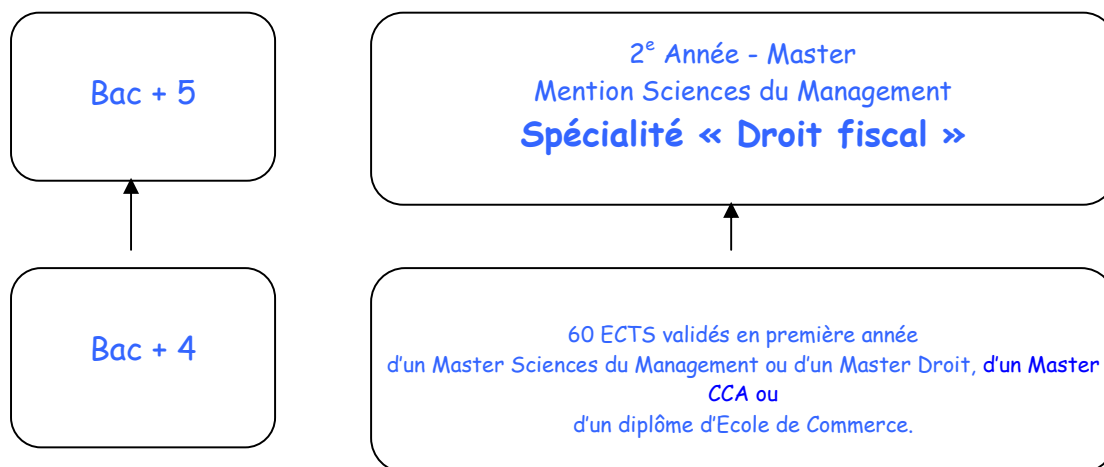 Bac + 5
2e Année - Master
Mention Sciences du Management
Spécialité « Droit fiscal »
Bac + 4
60 ECTS validés en première année
d'un Master Sciences du Management ou d'un Master Droit, d'un Master
CCA ou
d'un diplôme d'Ecole de Commerce.